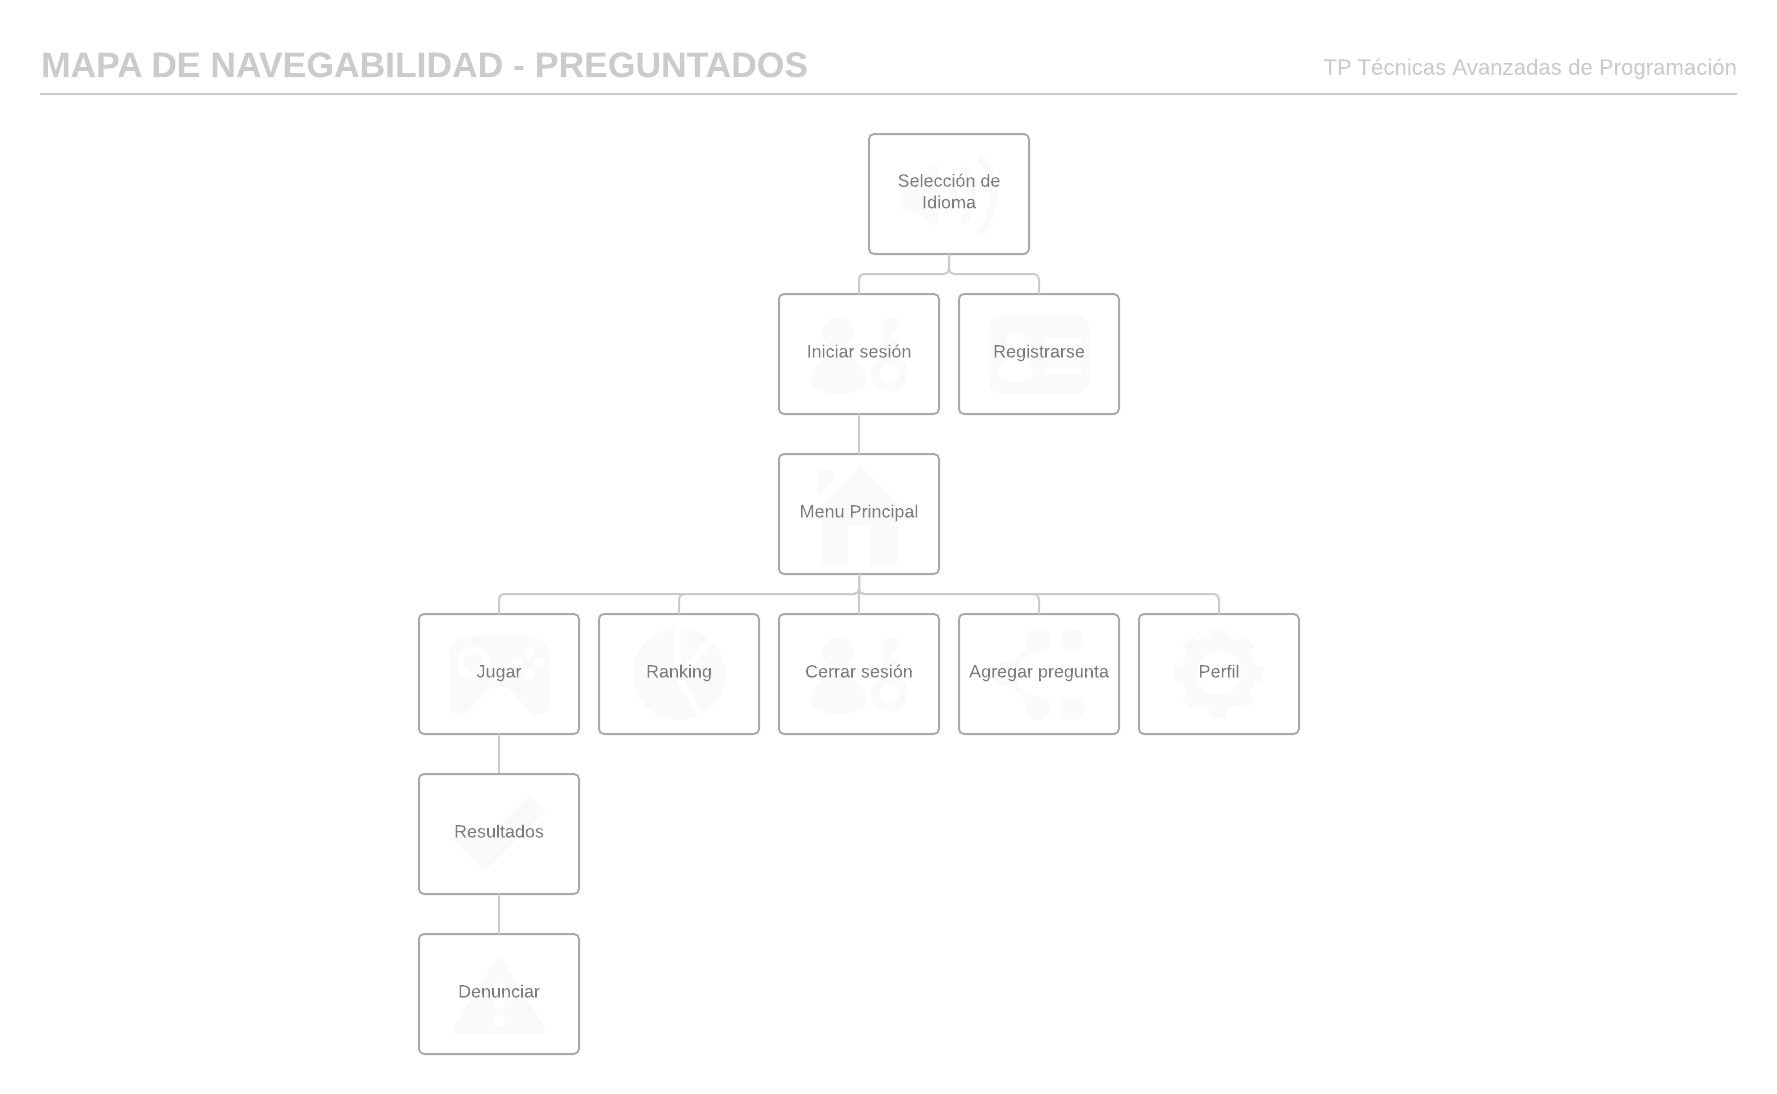 MAPA DE NAVEGABILIDAD - PREGUNTADOS
TP Técnicas Avanzadas de Programación
Selección de
Idioma
Iniciar sesión
Registrarse
Menu Principal
Jugar
Ranking
Cerrar sesión
Agregar pregunta
Perfil
Resultados
Denunciar